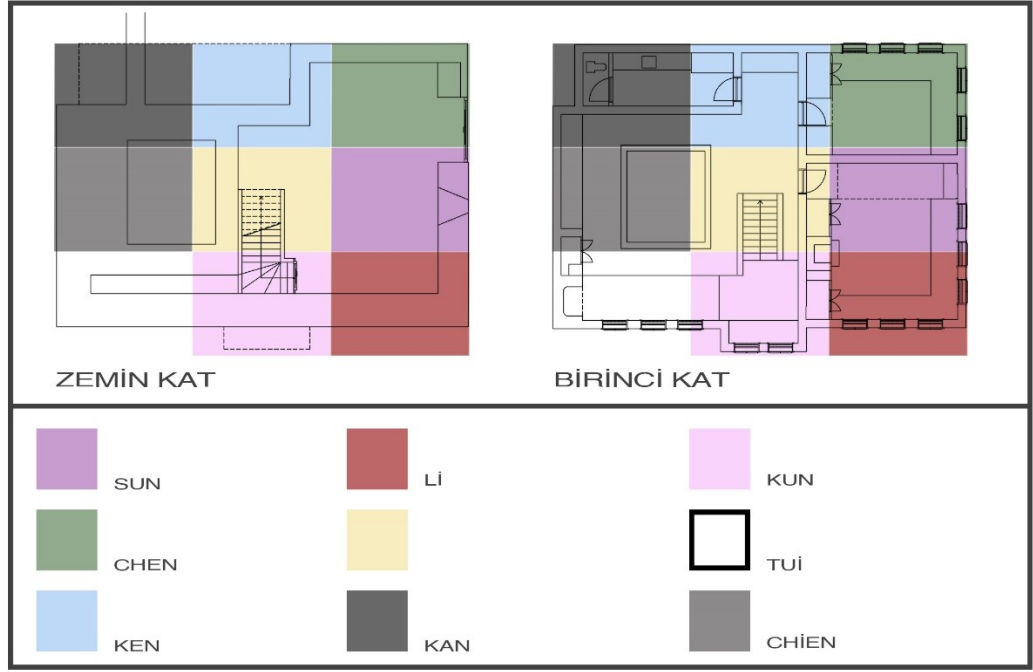 ZEMİN KAT
BİRİNCİ KAT
SUN
Lİ
KUN
CHEN
TUİ
KEN
KAN
CHİEN